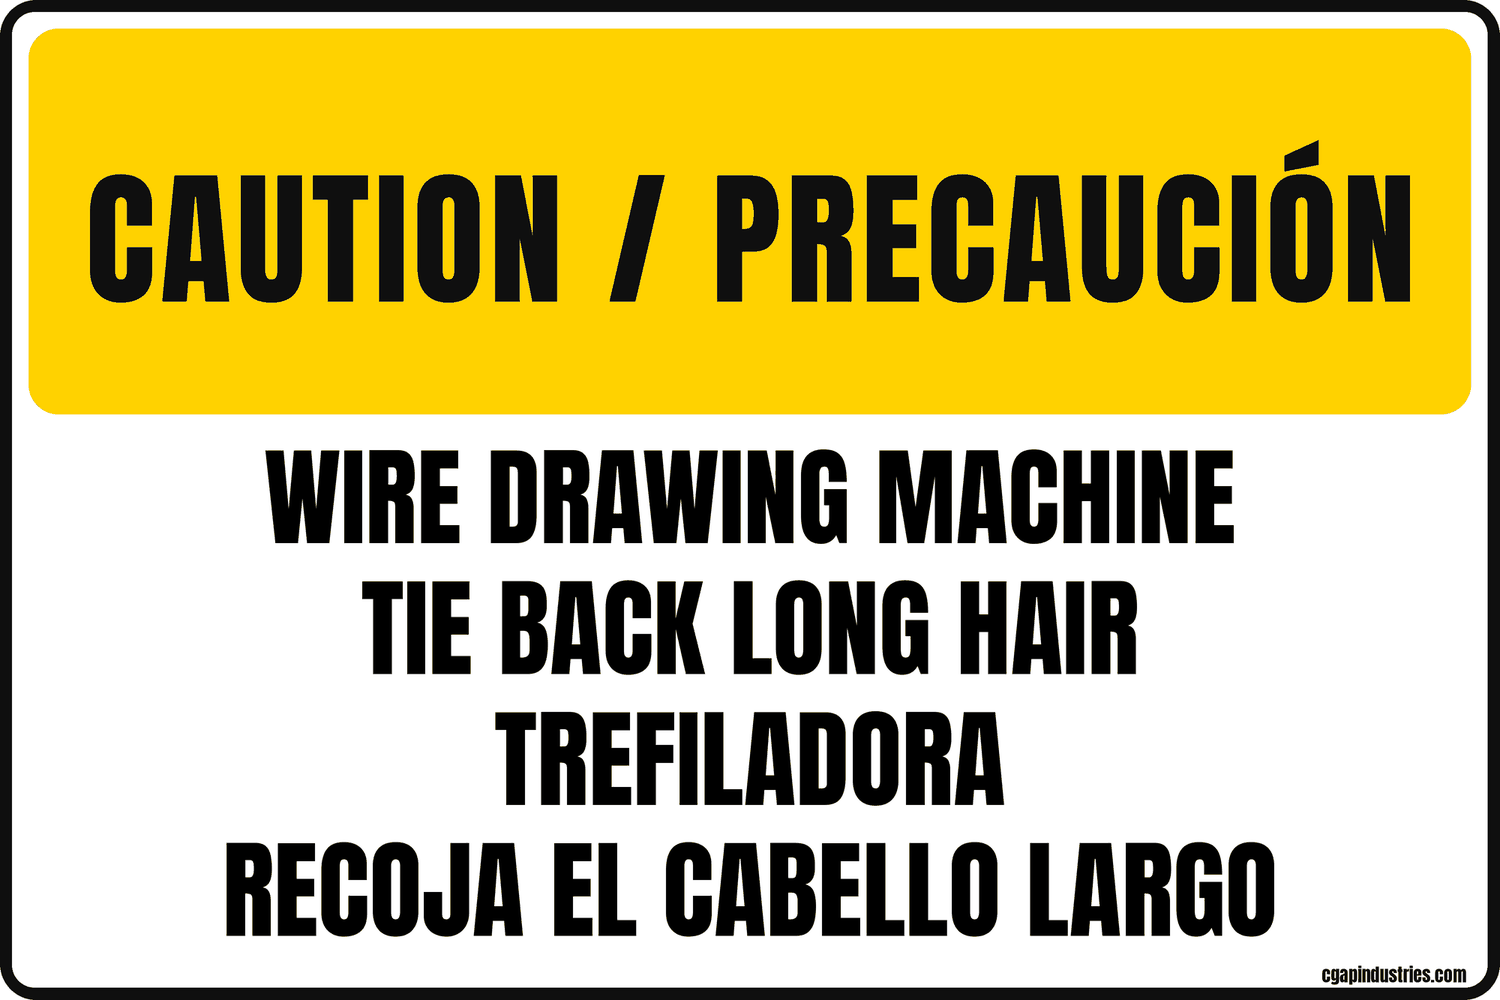 CAUTION / PRECAUCIÓN
WIRE DRAWING MACHINE
TIE BACK LONG HAIR
TREFILADORA
RECOJA EL CABELLO LARGO
cgapindustries.com